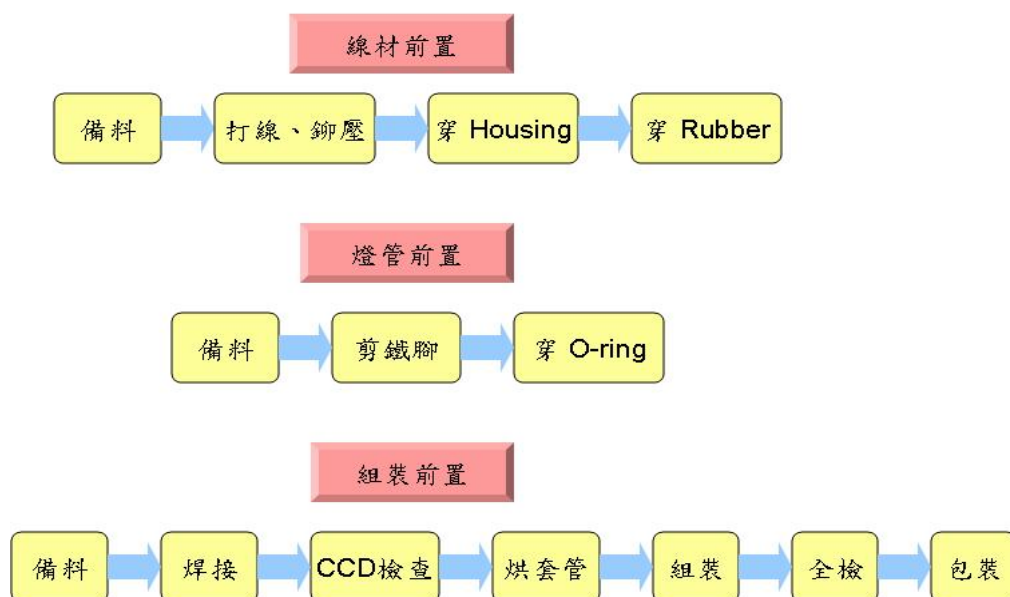 線材前置
備料
打線、鉚壓
穿 Housing
穿 Rubber
燈管前置
備料
剪鐵腳
穿 O-ring
組裝前置
備料
焊接
CCD檢查
烘套管
組裝
全檢
包裝